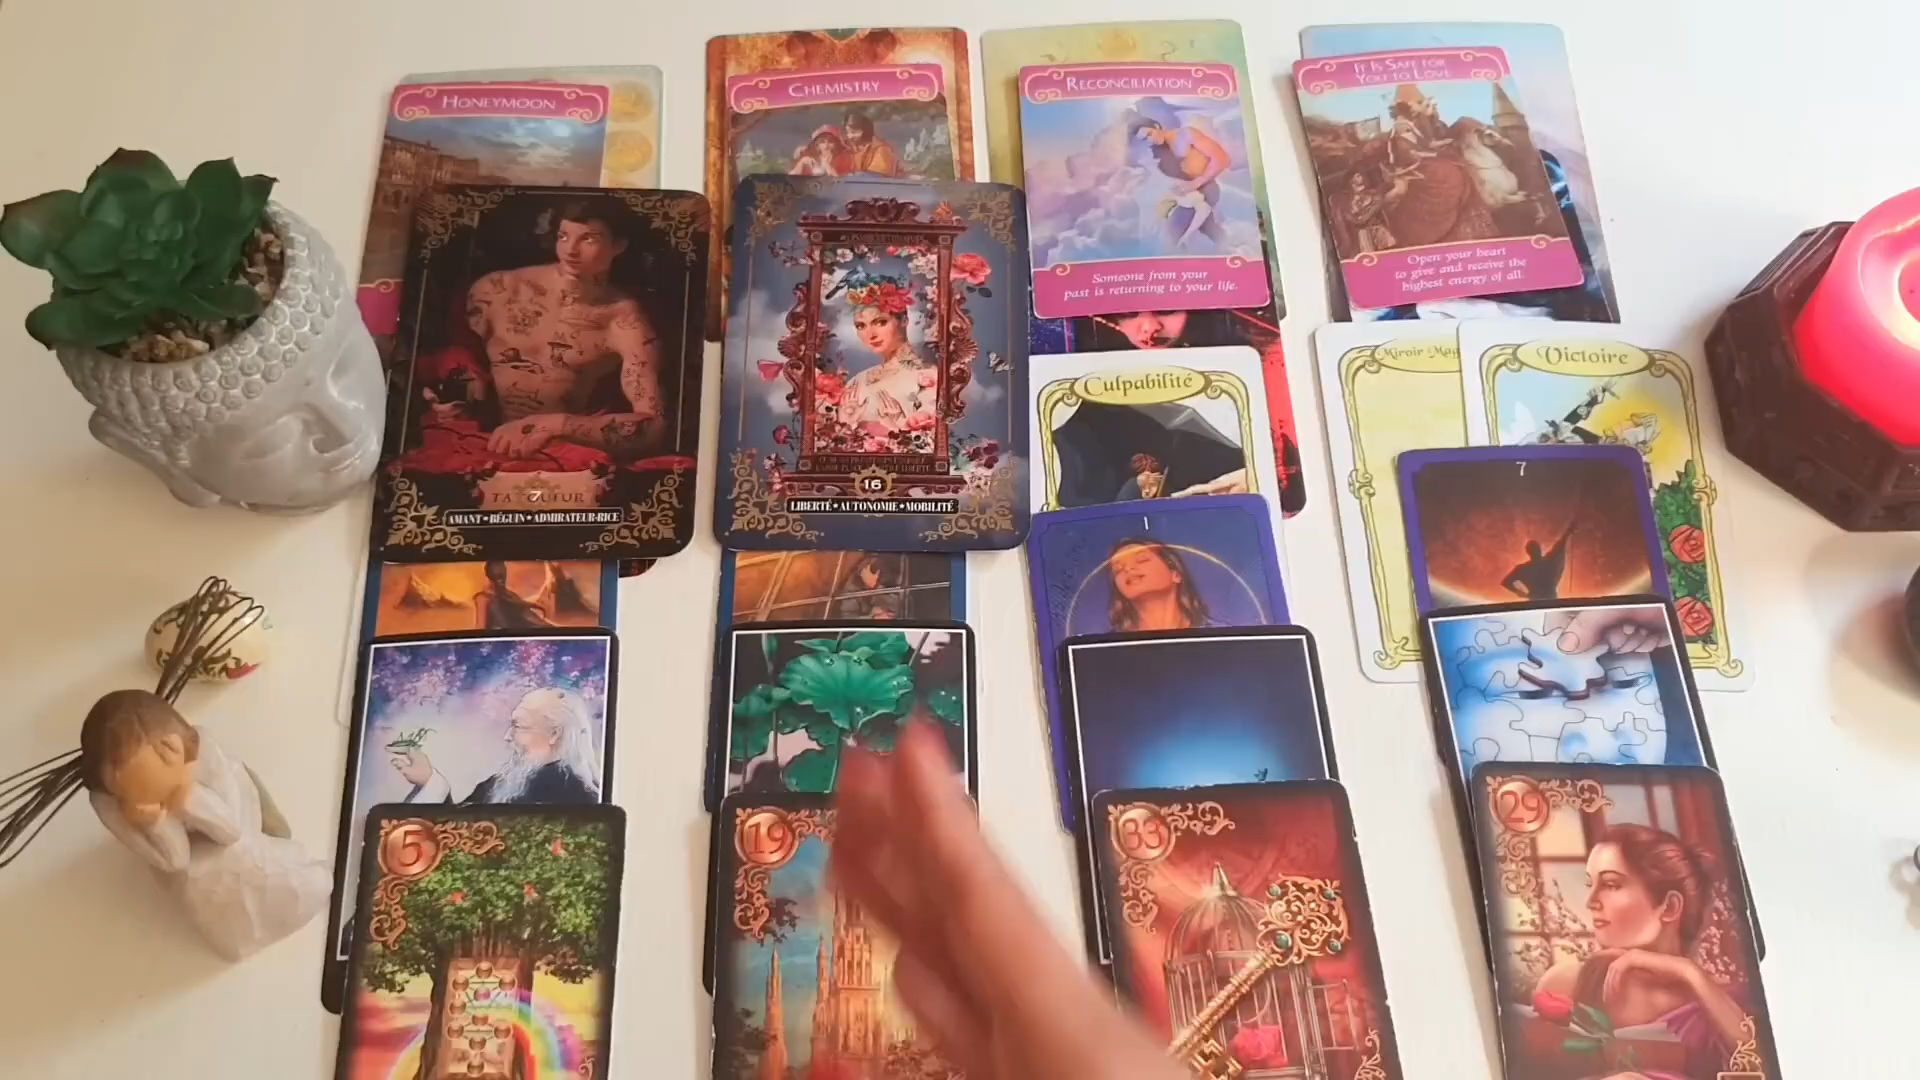 HONEYMOON
CHEMISTRY
RECONCILIATION
IT IS SAFE FOR
YOU TO LOVE
Someone from your
past is returning to your life.
Open your heart
to give and receive the
highest energy of all.
Culpabilité
Miroir Mag
Victoire
7
16
LIBERTÉ★AUTONOMIE★MOBILITÉ
AMANT★BÉGUIN★ADMIRATEUR·RICE
1
5
19
33
29